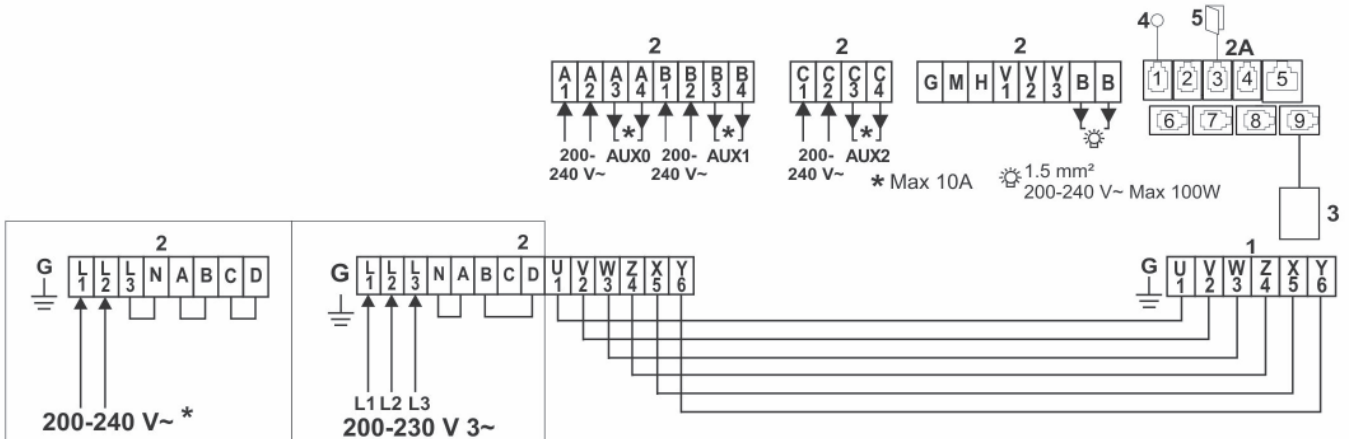 4 5
2 2 2 2A
A1 A2 A3 A4 B1 B2 B3 B4 C1 C2 C3 C4 G M H V1 V2 V3 B B 1 2 3 4 5
6 7 8 9
* * *
200-240 V~ AUX0 200-240 V~ AUX1 200-240 V~ AUX2
* Max 10A
1.5 mm²
200-240 V~ Max 100W
3
2 2 1
G L1 L2 L3 N A B C D
G L1 L2 L3 N A B C D U1 V2 W3 Z4 X5 Y6
G U1 V2 W3 Z4 X5 Y6
L1 L2 L3
200-240 V~ *
200-230 V 3~